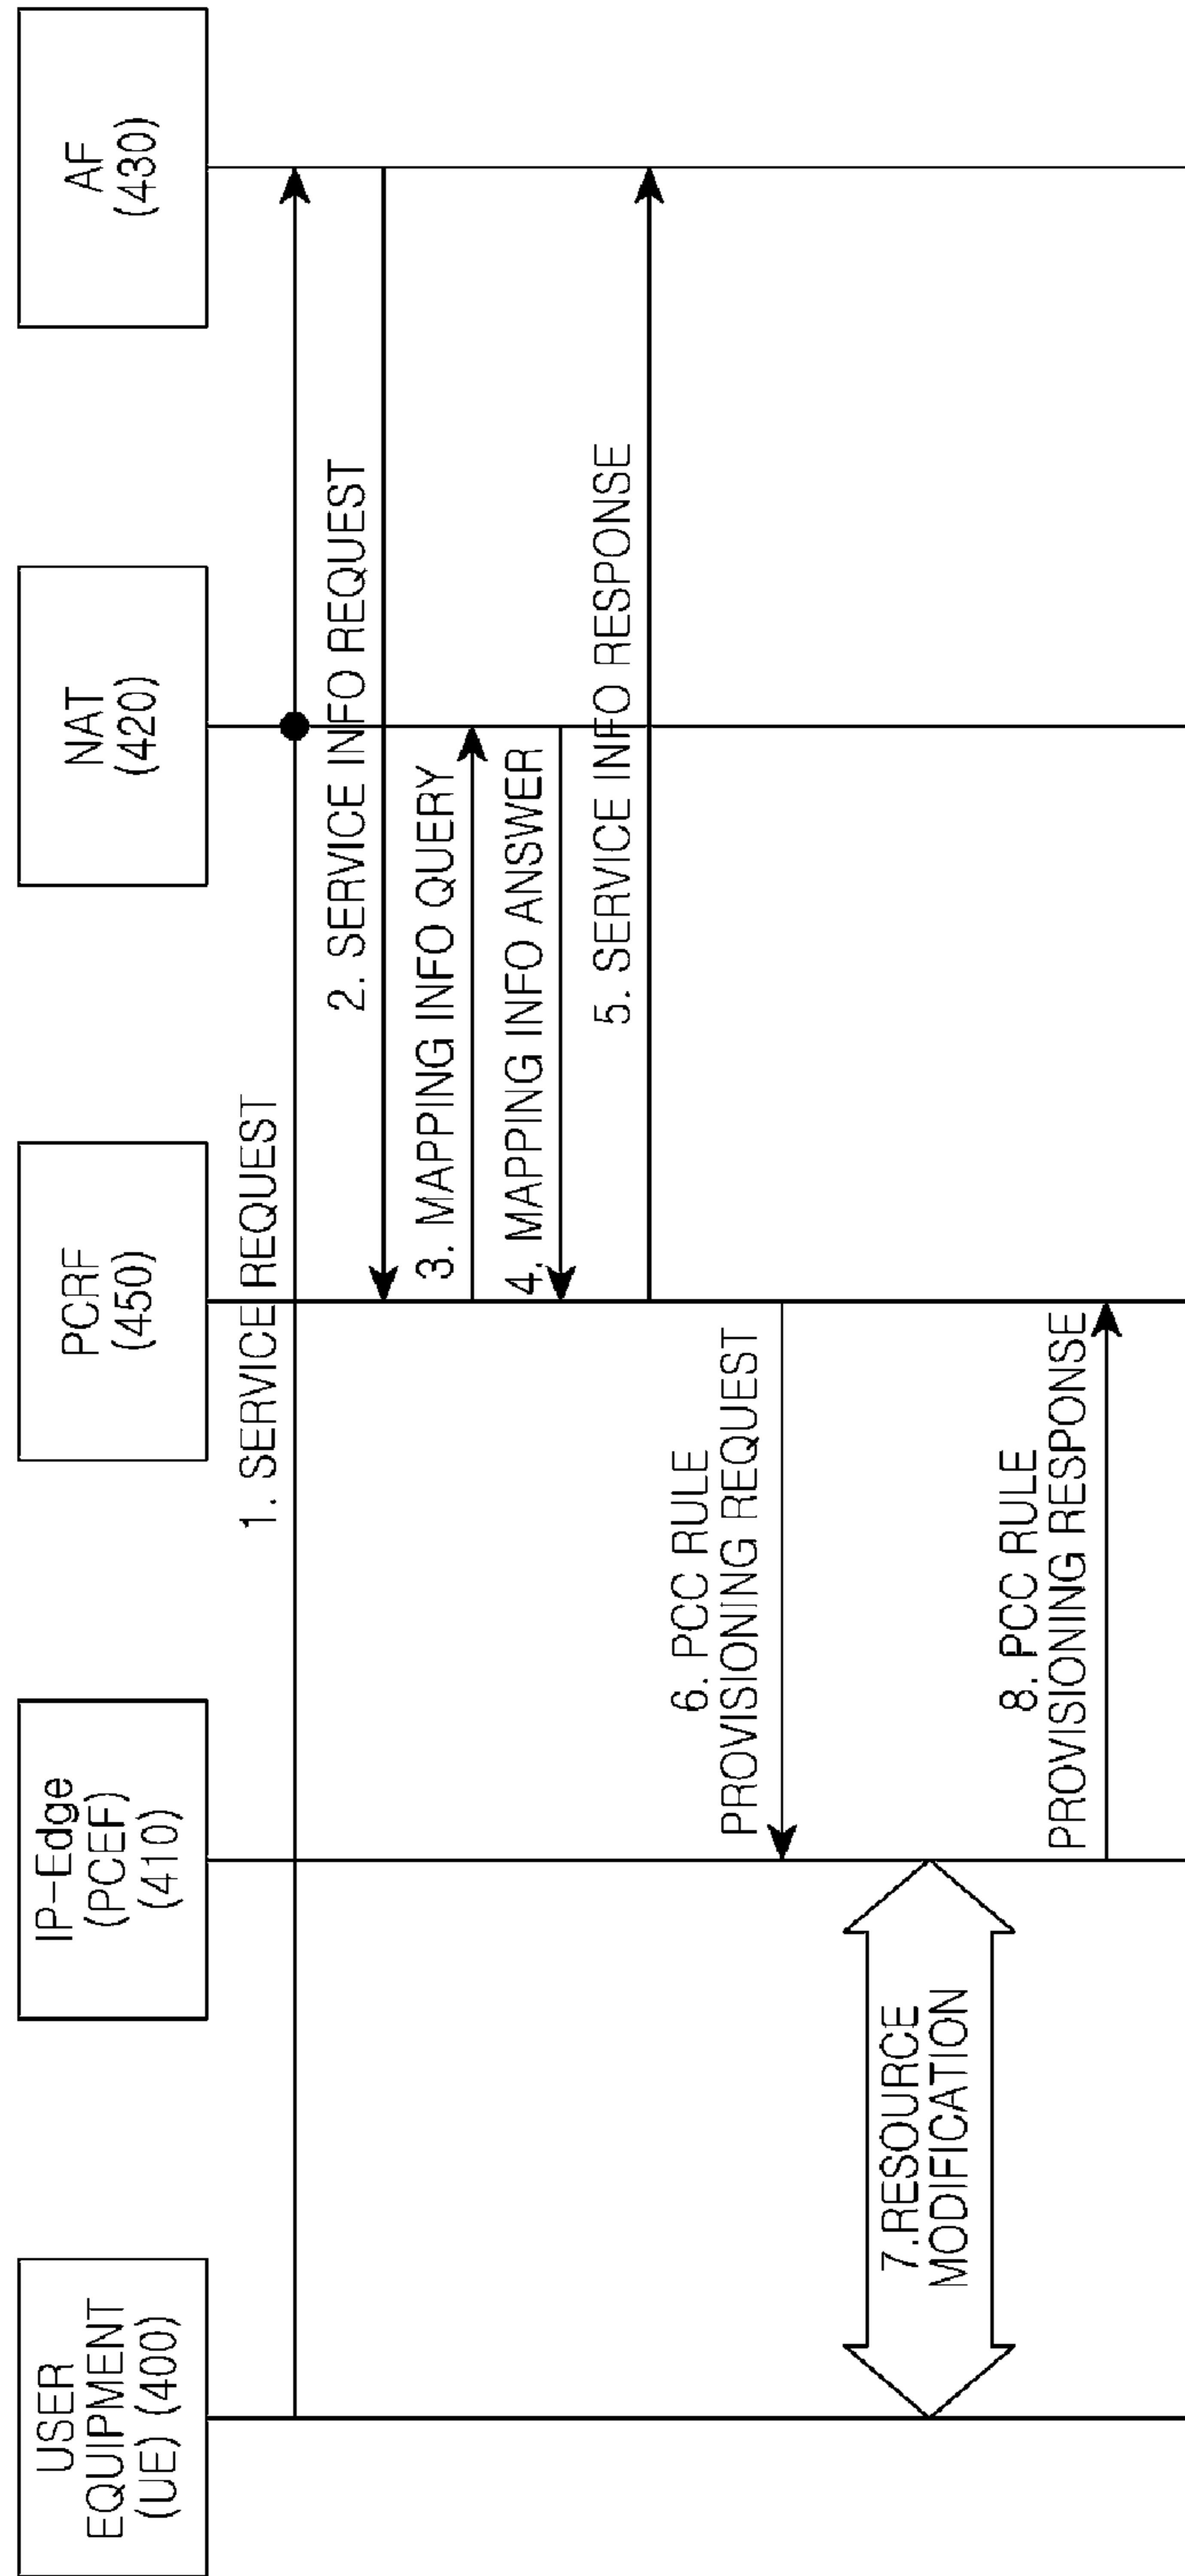 USER
EQUIPMENT
(UE) (400)
IP-Edge
(PCEF)
(410)
PCRF
(450)
NAT
(420)
AF
(430)
1. SERVICE REQUEST
2. SERVICE INFO REQUEST
3. MAPPING INFO QUERY
4. MAPPING INFO ANSWER
5. SERVICE INFO RESPONSE
6. PCC RULE
PROVISIONING REQUEST
7.RESOURCE
MODIFICATION
8. PCC RULE
PROVISIONING RESPONSE